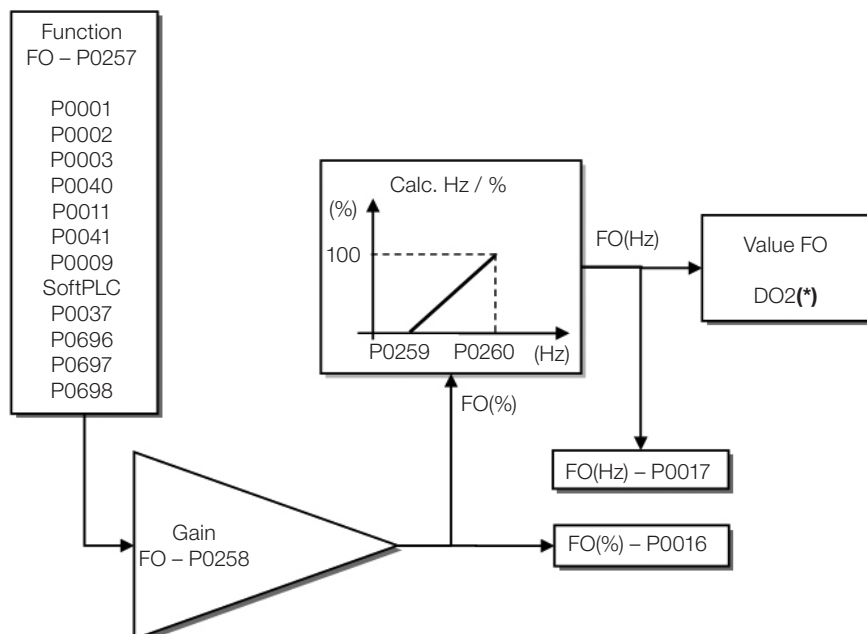 Function
FO – P0257
P0001
P0002
P0003
P0040
P0011
P0041
P0009
SoftPLC
P0037
P0696
P0697
P0698
Calc. Hz / %
(%)
100
P0259
P0260
(Hz)
FO(Hz)
Value FO
DO2(*)
FO(%)
FO(Hz) – P0017
Gain
FO – P0258
FO(%) – P0016